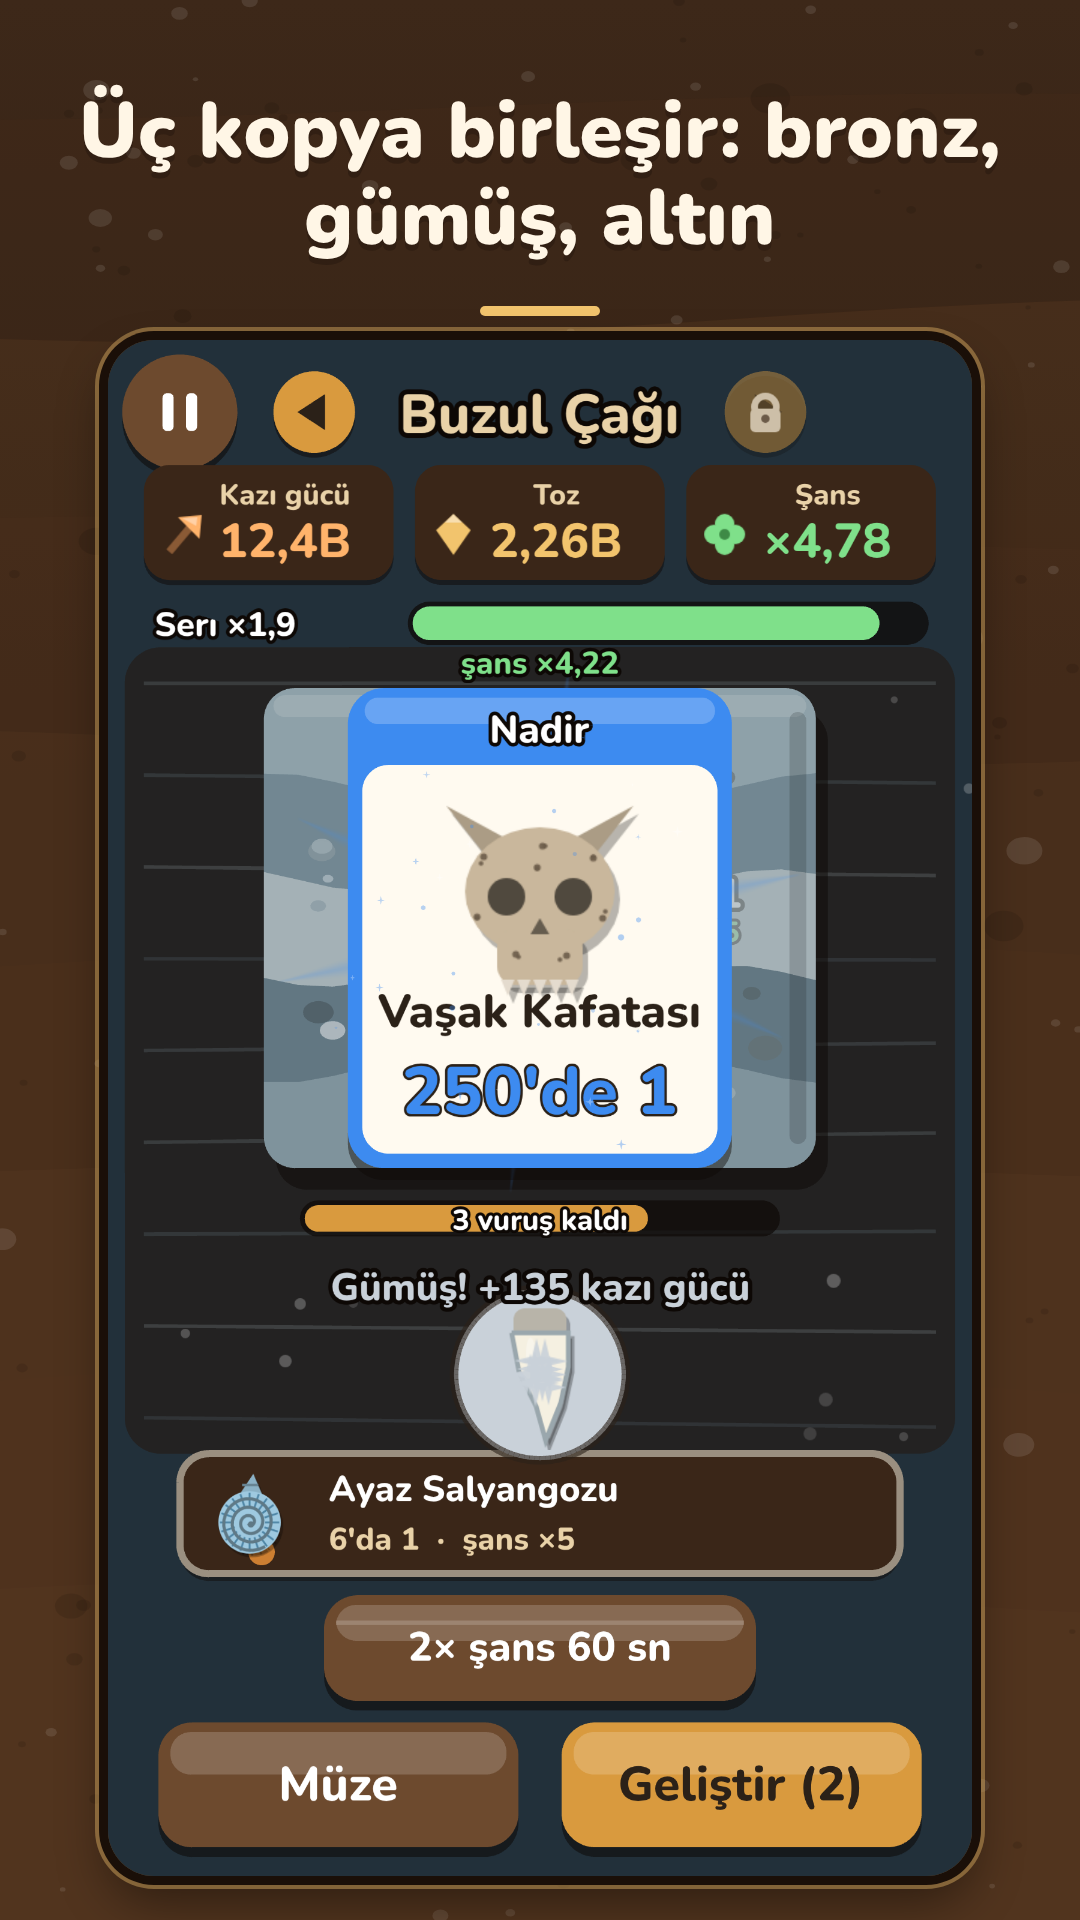 Üç kopya birleşir: bronz,
gümüş, altın
Buzul Çağı
Kazı gücü
12,4B
Toz
2,26B
Şans
×4,78
Serı ×1,9
şans ×4,22
Nadir
Vaşak Kafatası
250'de 1
3 vuruş kaldı
Gümüş! +135 kazı gücü
Ayaz Salyangozu
6'da 1 · şans ×5
2× şans 60 sn
Müze
Geliştir (2)